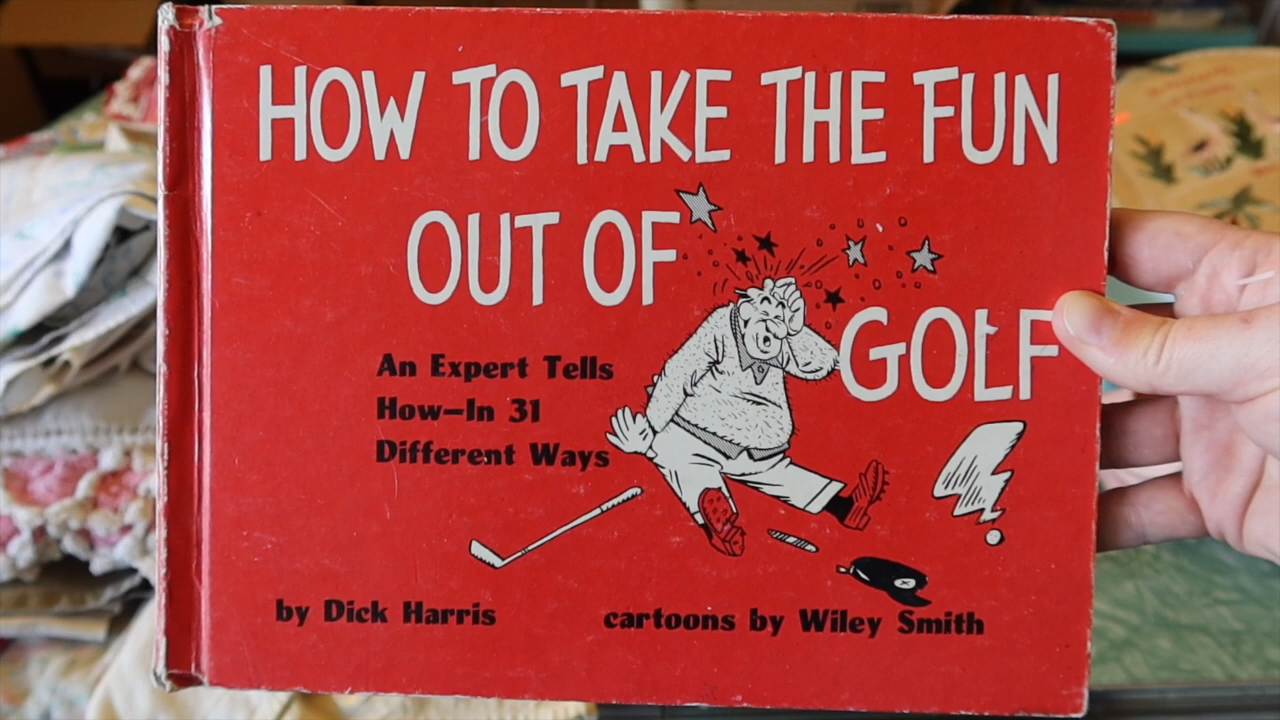 HOW TO TAKE THE FUN
OUT OF
GOLF
An Expert Tells
How—In 31
Different Ways
by Dick Harris
cartoons by Wiley Smith